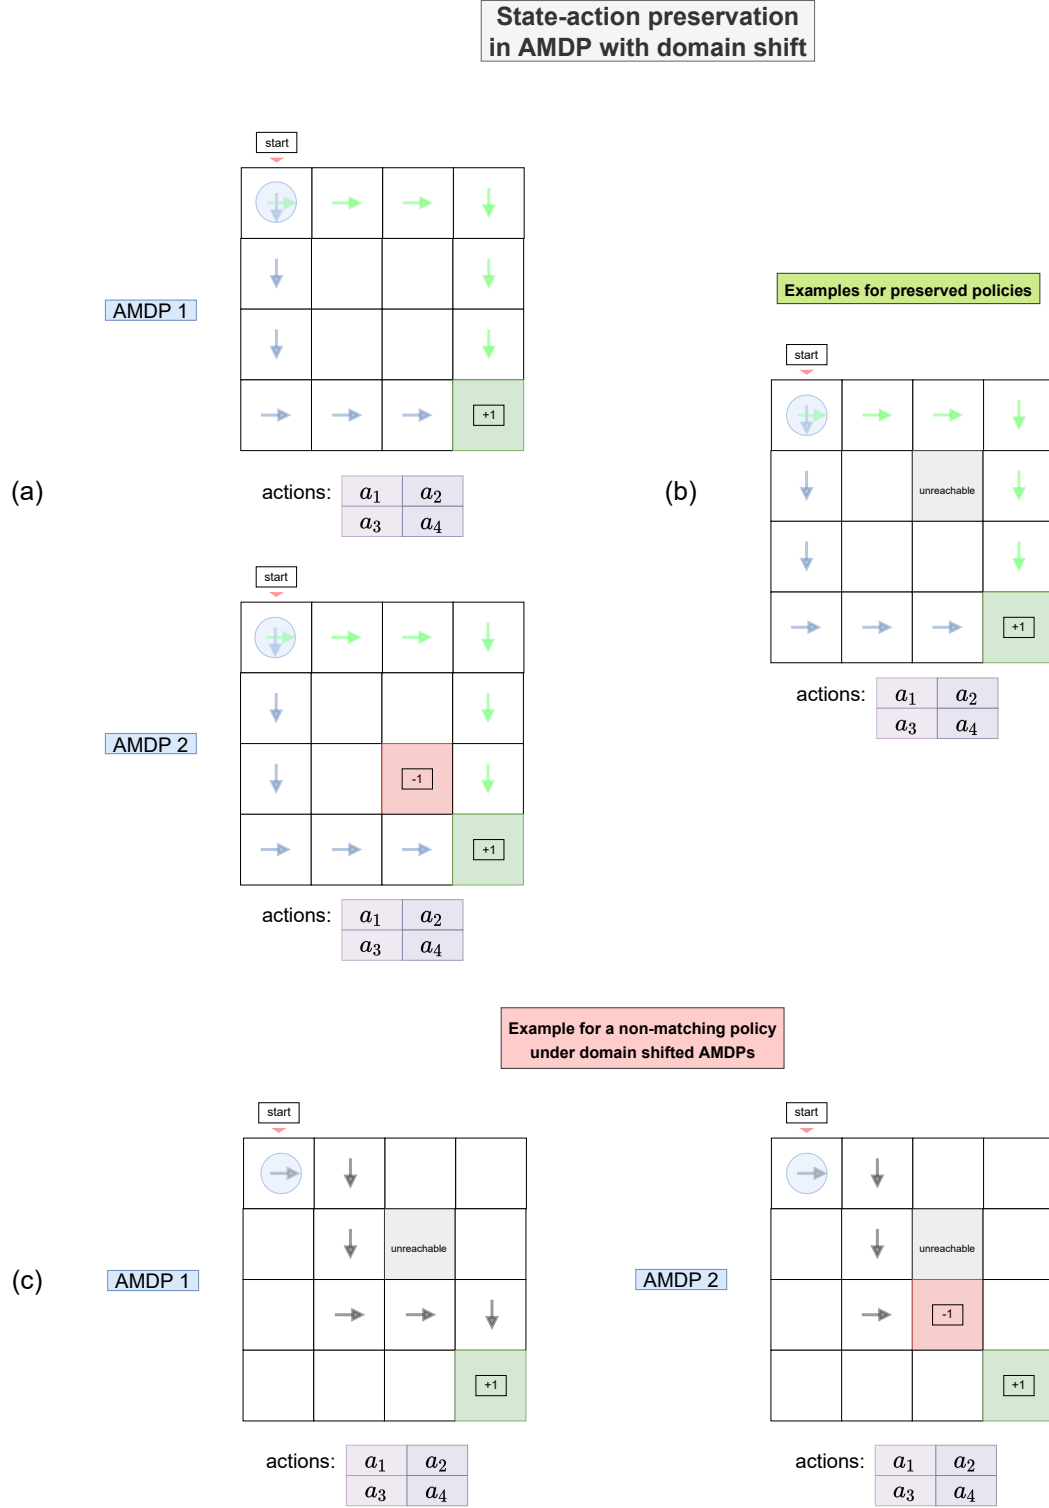 State-action preservation
in AMDP with domain shift
start
AMDP 1
+1
(a)
actions:
a1 a2
a3 a4
Examples for preserved policies
start
unreachable
+1
(b)
actions:
a1 a2
a3 a4
start
AMDP 2
-1
+1
actions:
a1 a2
a3 a4
Example for a non-matching policy
under domain shifted AMDPs
(c)
start
unreachable
AMDP 1
+1
actions:
a1 a2
a3 a4
start
unreachable
AMDP 2
-1
+1
actions:
a1 a2
a3 a4